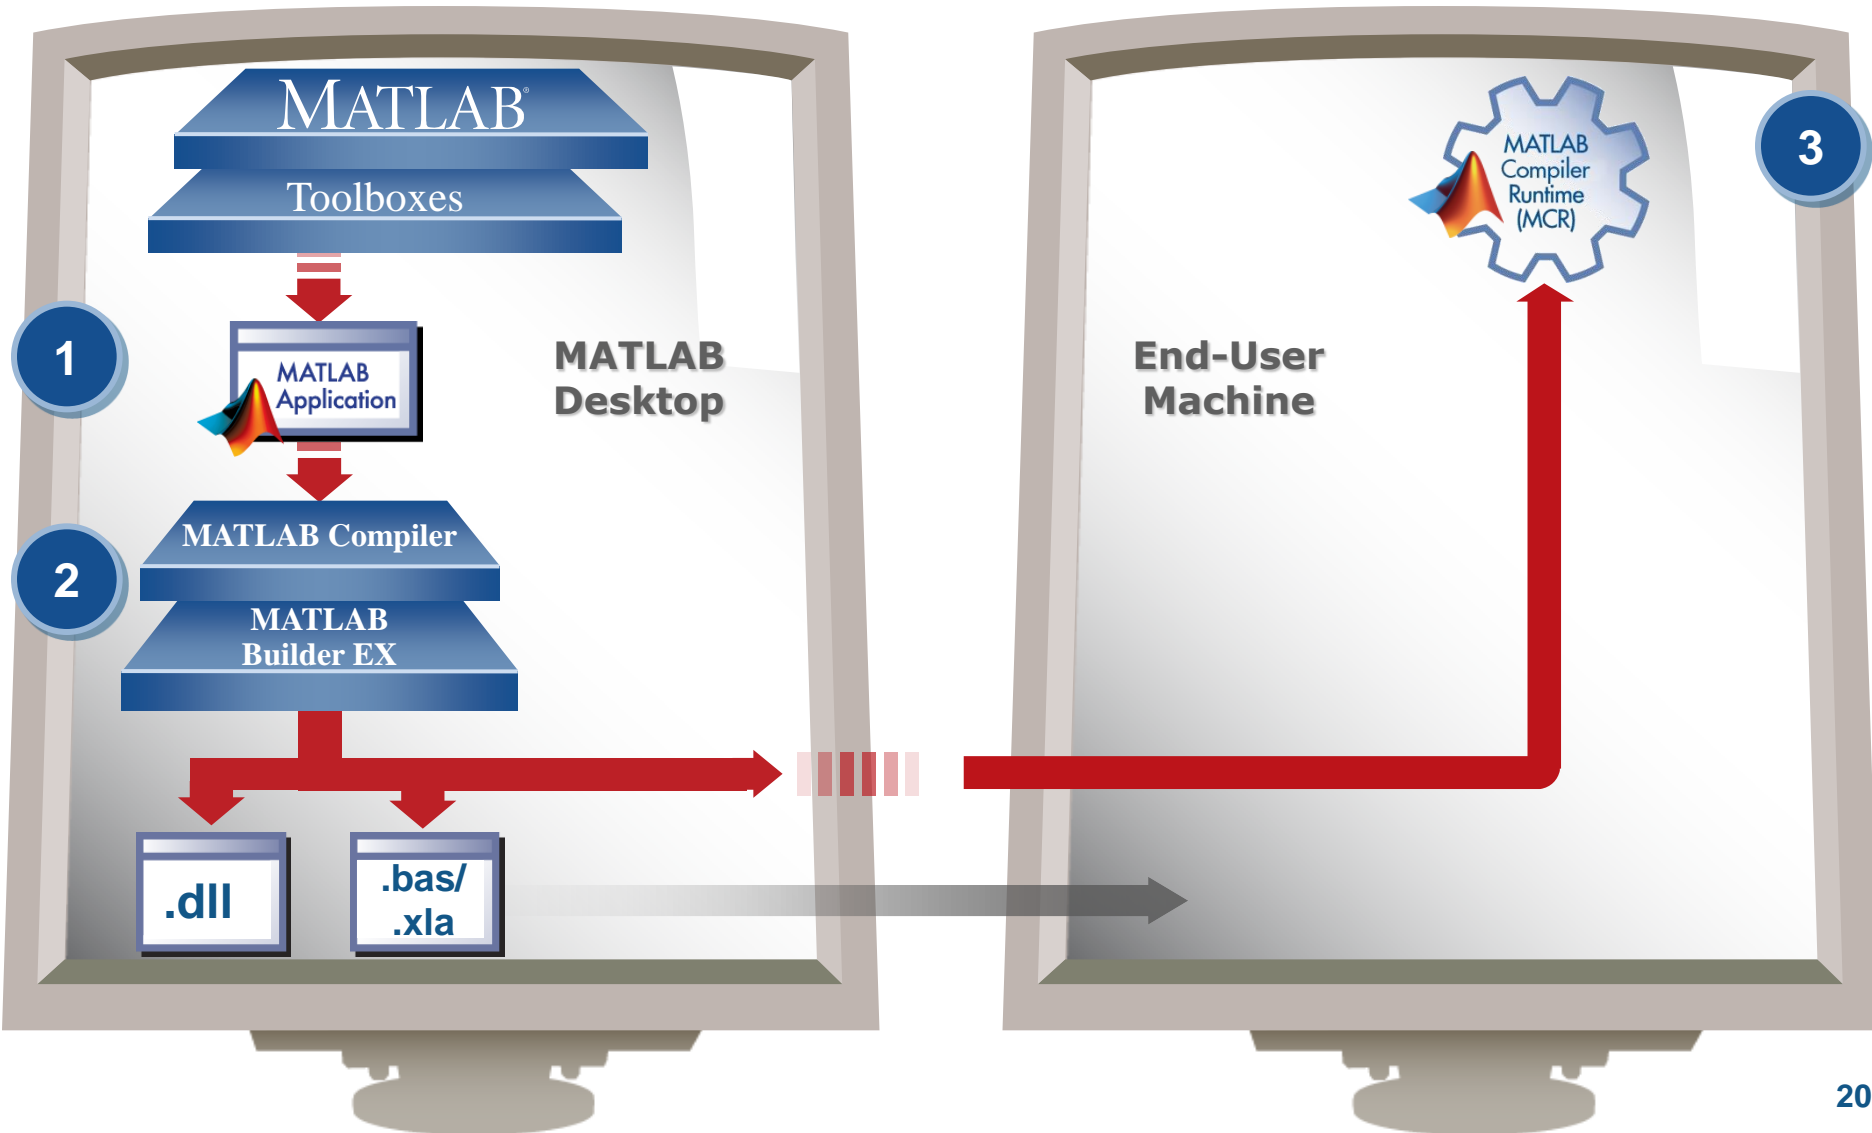 MATLAB®
Toolboxes
1
MATLAB
Application
MATLAB
Desktop
2
MATLAB Compiler
MATLAB
Builder EX
.dll
.bas/
.xla
3
MATLAB
Compiler
Runtime
(MCR)
End-User
Machine
20